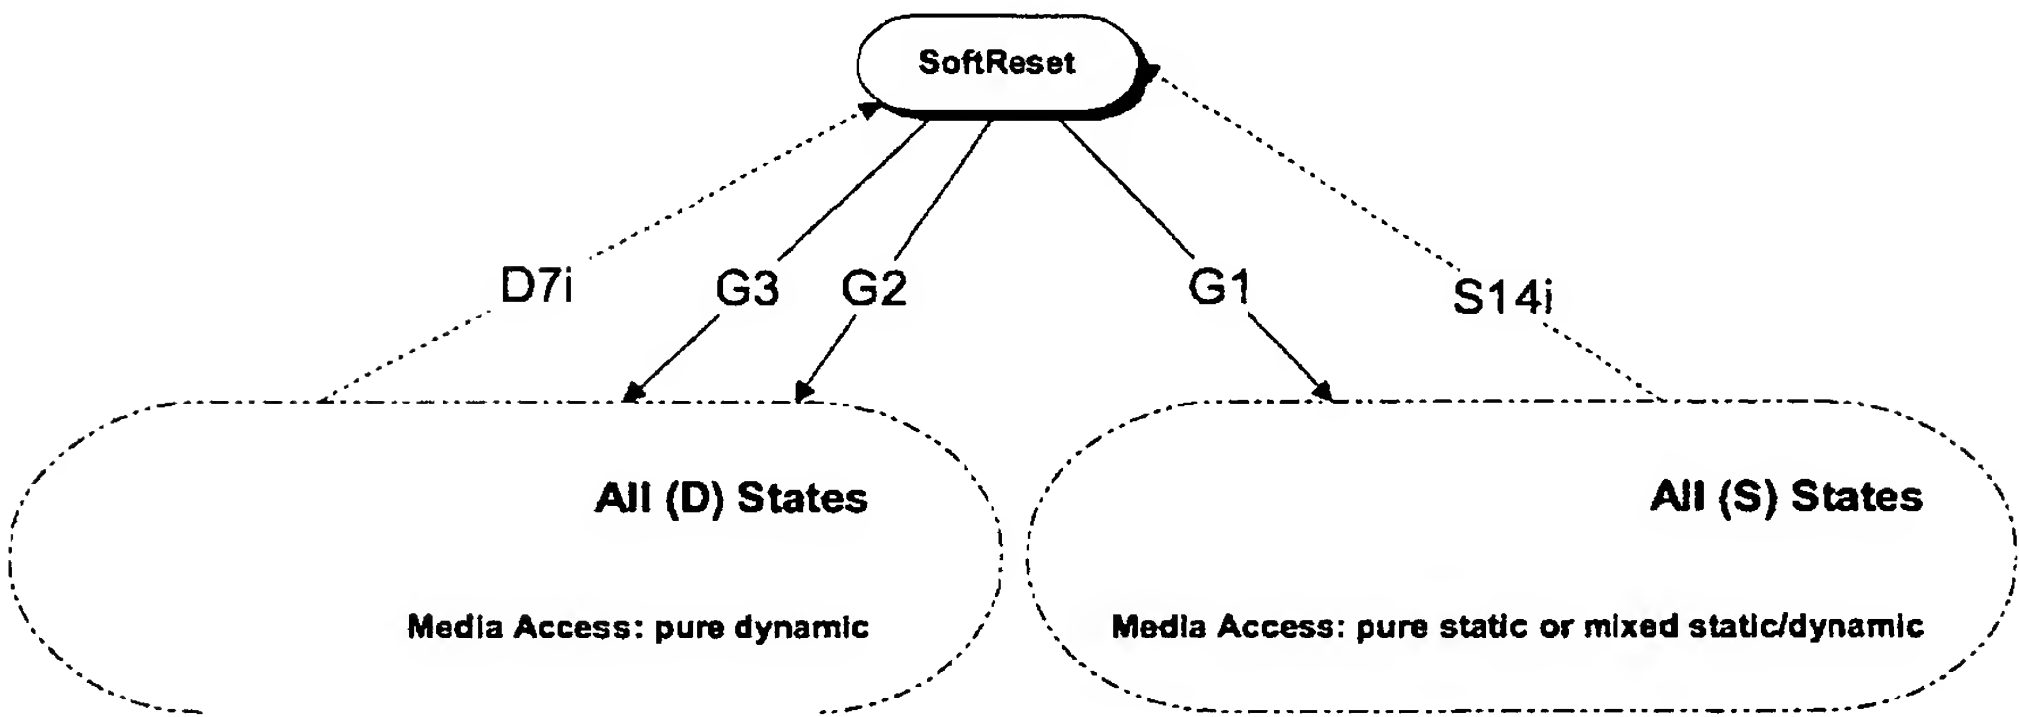 SoftReset
D7i
G3
G2
G1
S14i
All (D) States
Media Access: pure dynamic
All (S) States
Media Access: pure static or mixed static/dynamic